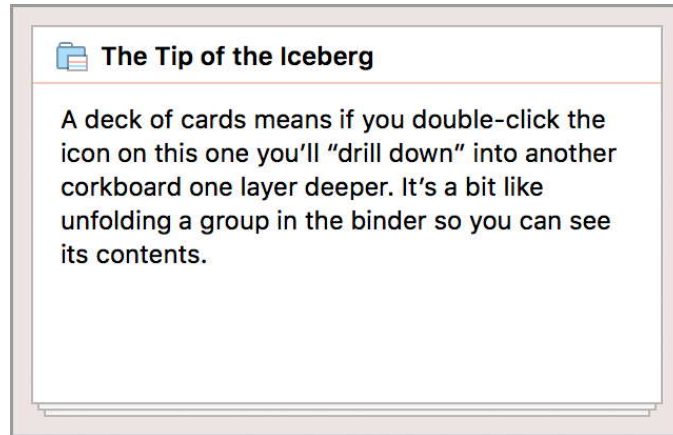 The Tip of the Iceberg
A deck of cards means if you double-click the
icon on this one you’ll “drill down” into another
corkboard one layer deeper. It’s a bit like
unfolding a group in the binder so you can see
its contents.